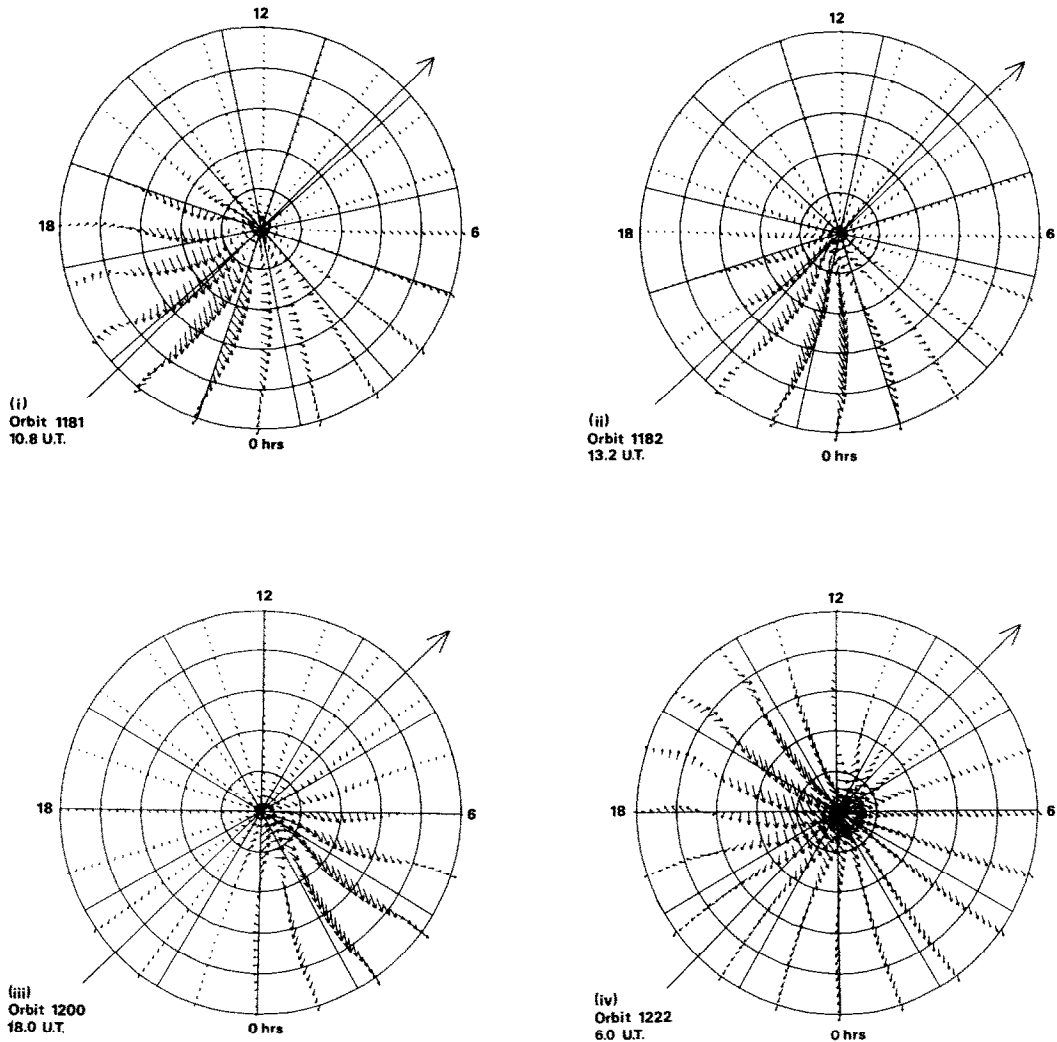 12
12
18
6
18
6
(i)
Orbit 1181
10.8 U.T.
0 hrs
(ii)
Orbit 1182
13.2 U.T.
0 hrs
12
12
18
6
18
6
(iii)
Orbit 1200
18.0 U.T.
0 hrs
(iv)
Orbit 1222
6.0 U.T.
0 hrs